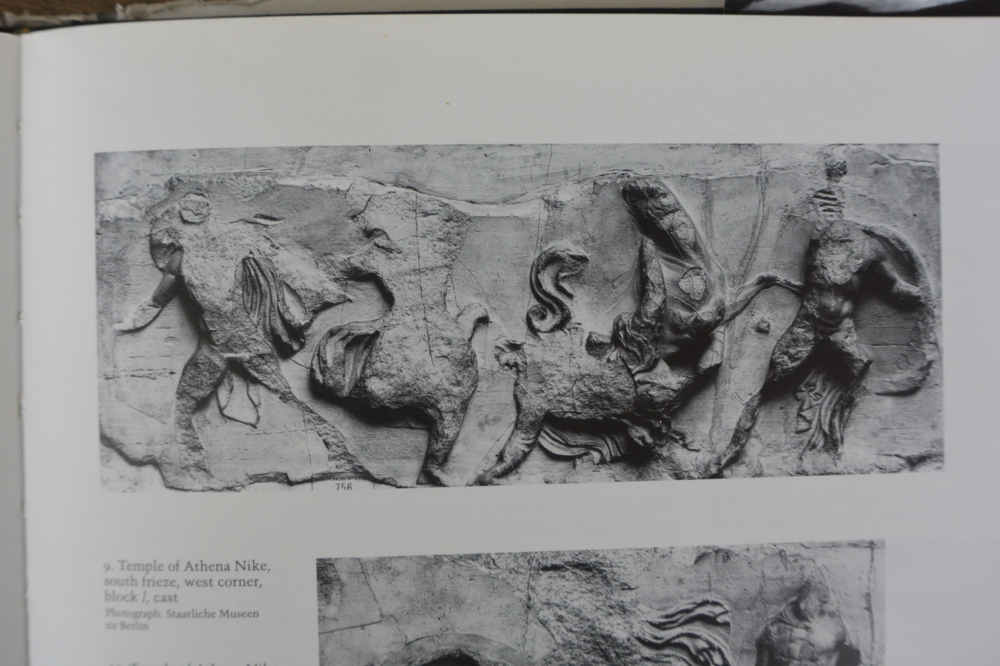 756
9. Temple of Athena Nike,
south frieze, west corner,
block l, cast
Photograph: Staatliche Museen
zu Berlin